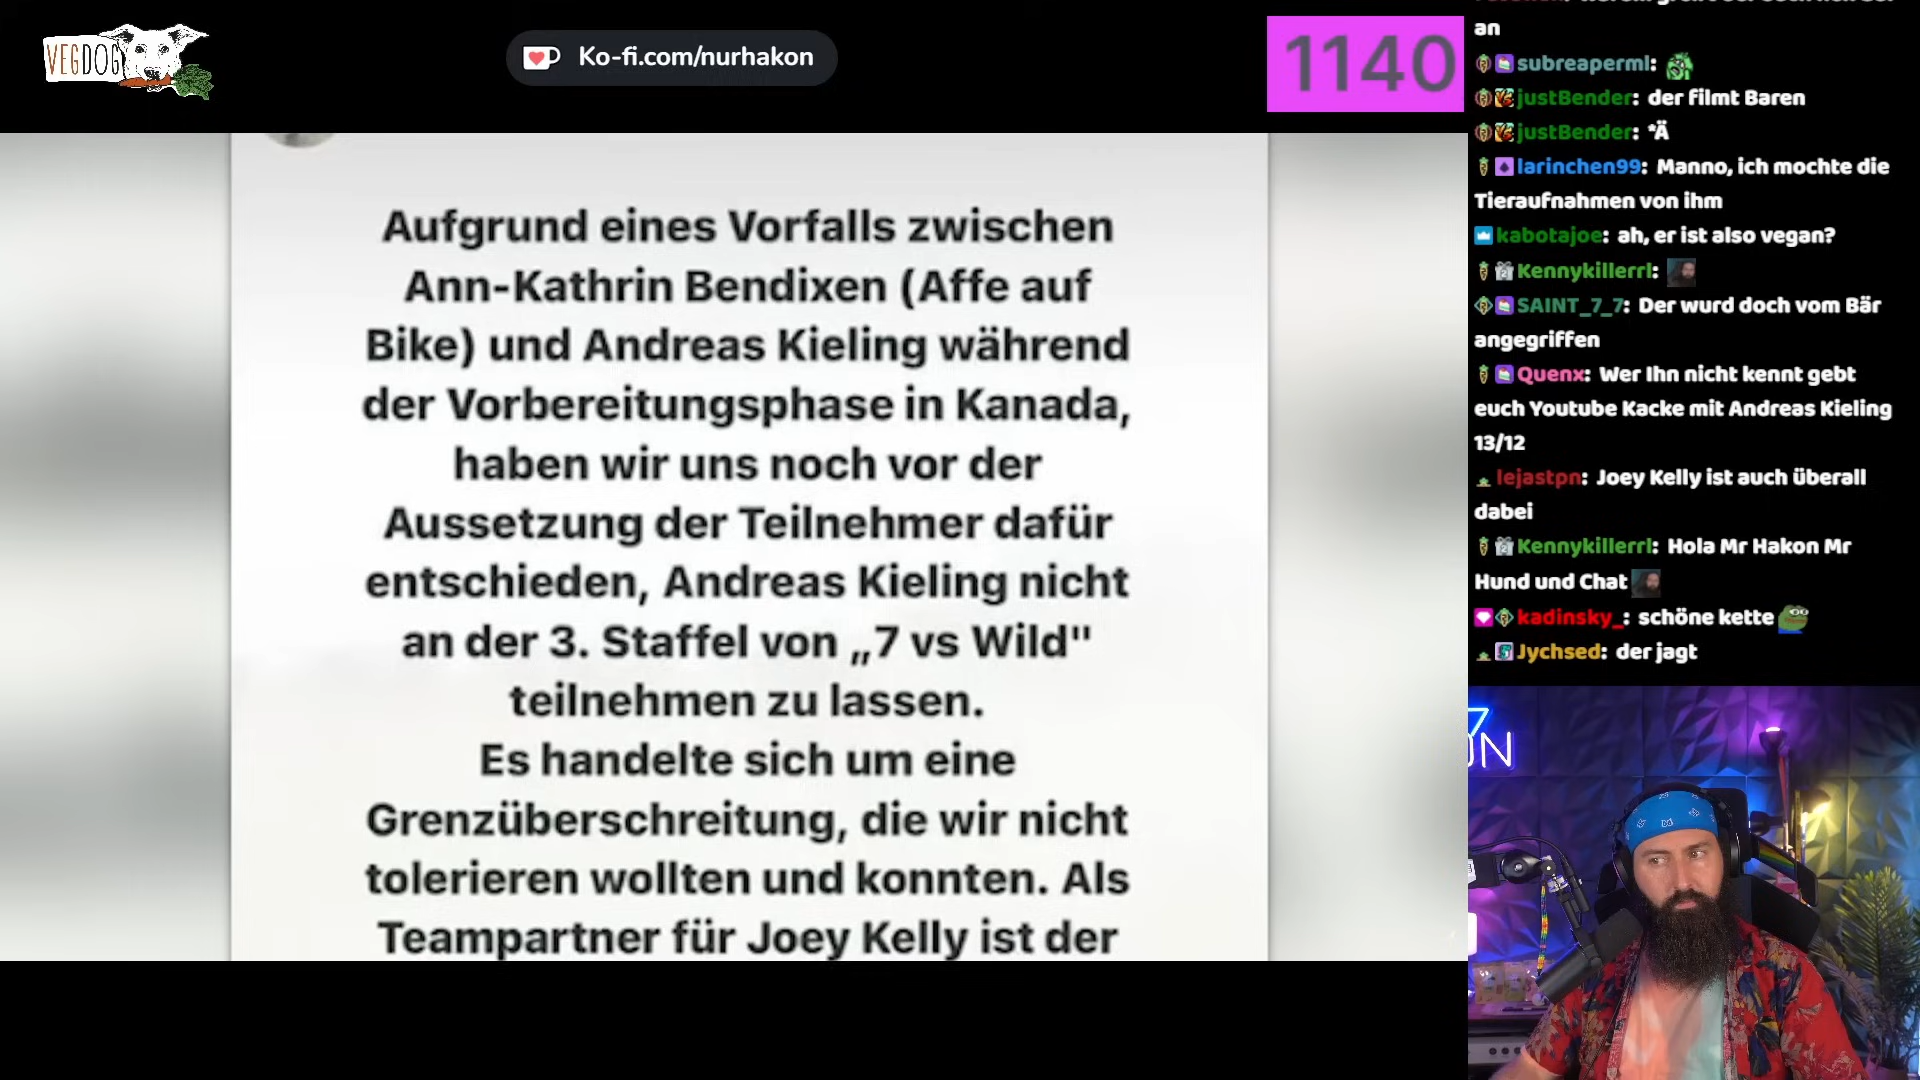 VEGDOG
Ko-fi.com/nurhakon
1140
Aufgrund eines Vorfalls zwischen
Ann-Kathrin Bendixen (Affe auf
Bike) und Andreas Kieling während
der Vorbereitungsphase in Kanada,
haben wir uns noch vor der
Aussetzung der Teilnehmer dafür
entschieden, Andreas Kieling nicht
an der 3. Staffel von „7 vs Wild"
teilnehmen zu lassen.
Es handelte sich um eine
Grenzüberschreitung, die wir nicht
tolerieren wollten und konnten. Als
Teampartner für Joey Kelly ist der
an
subreaperml:
justBender: der filmt Baren
justBender: *Ä
larinchen99: Manno, ich mochte die
Tieraufnahmen von ihm
kabotajoe: ah, er ist also vegan?
Kennykillerrl:
SAINT_7_7: Der wurd doch vom Bär
angegriffen
Quenx: Wer Ihn nicht kennt gebt
euch Youtube Kacke mit Andreas Kieling
13/12
lejastpn: Joey Kelly ist auch überall
dabei
Kennykillerrl: Hola Mr Hakon Mr
Hund und Chat
kadinsky_: schöne kette
Jychsed: der jagt